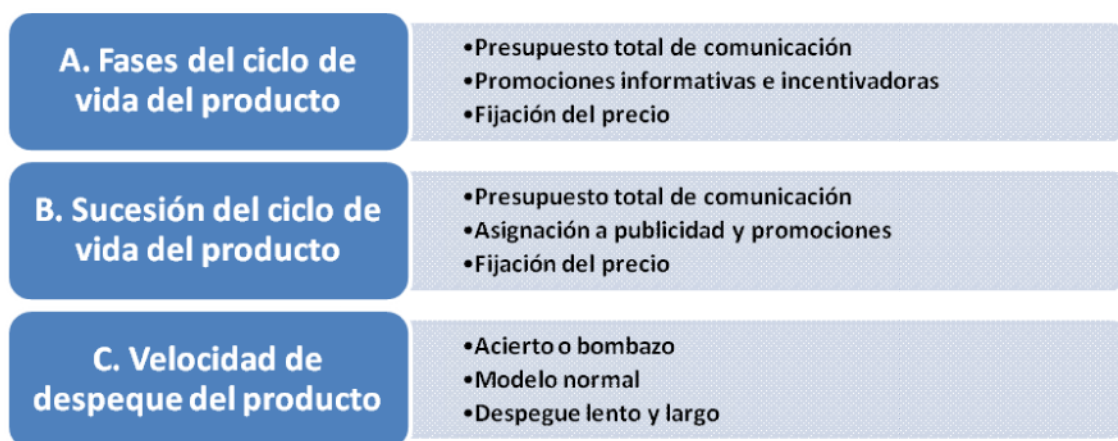 A. Fases del ciclo de
vida del producto
•Presupuesto total de comunicación
•Promociones informativas e incentivadoras
•Fijación del precio
B. Sucesión del ciclo de
vida del producto
•Presupuesto total de comunicación
•Asignación a publicidad y promociones
•Fijación del precio
C. Velocidad de
despeque del producto
•Acierto o bombazo
•Modelo normal
•Despegue lento y largo